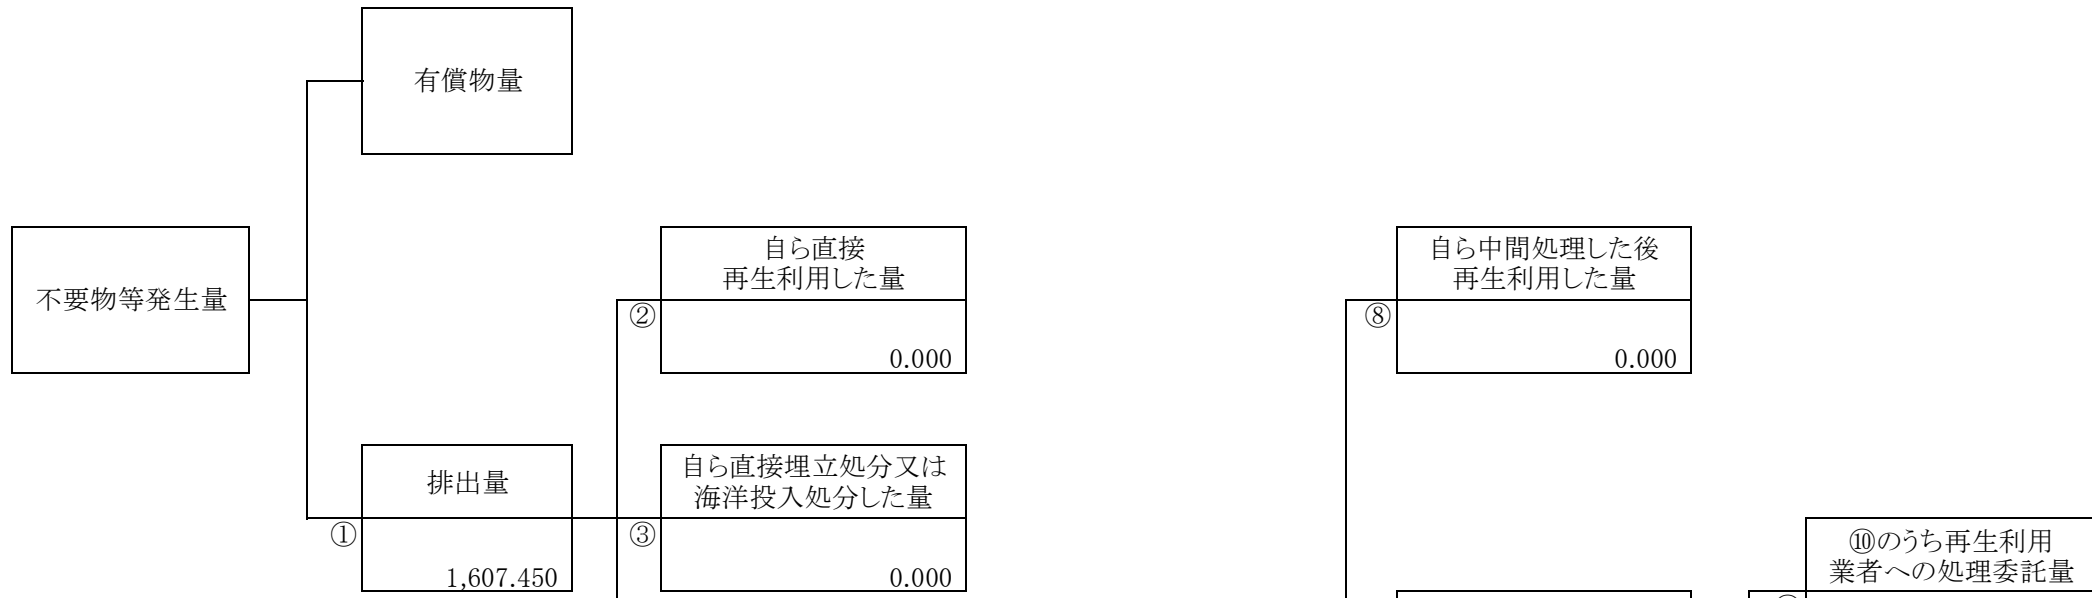 有償物量
不要物等発生量
自ら直接
再生利用した量
②
0.000
自ら中間処理した後
再生利用した量
⑧
0.000
排出量
①
1,607.450
自ら直接埋立処分又は
海洋投入処分した量
③
0.000
⑩のうち再生利用
業者への処理委託量